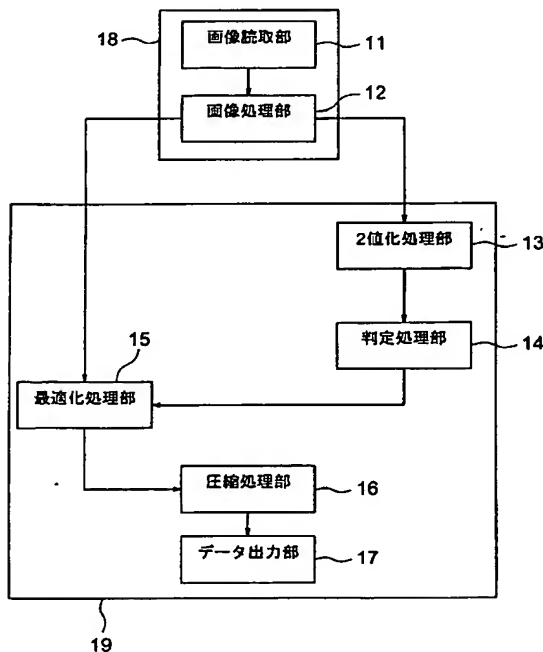 18
画像読取部
11
画像処理部
12
2値化処理部
13
判定処理部
14
15
最適化処理部
圧縮処理部
16
データ出力部
17
19